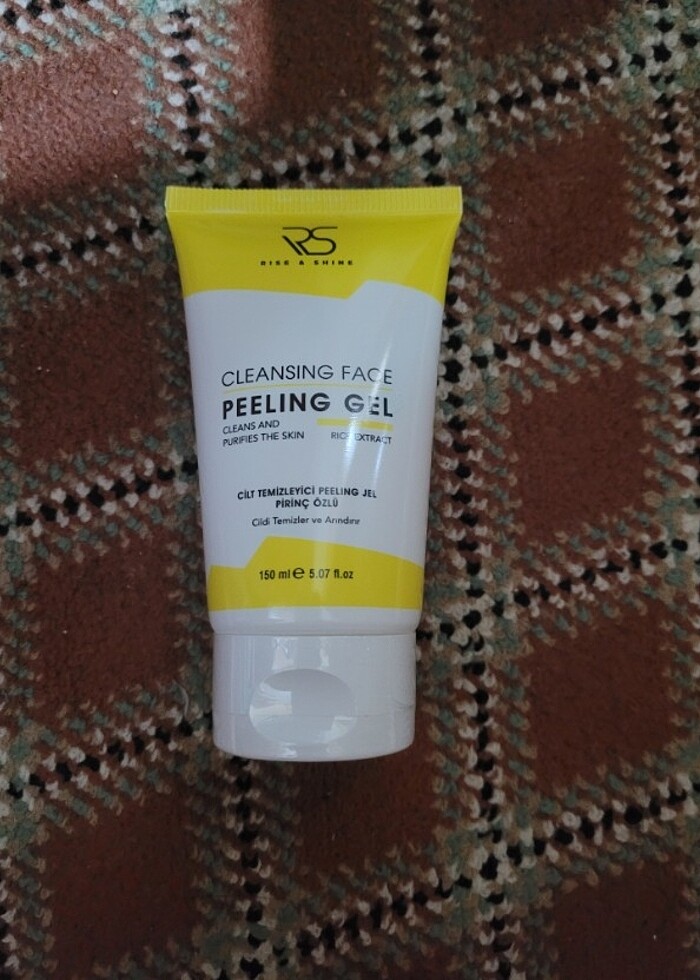 RS
RISE & SHINE
CLEANSING FACE
PEELING GEL
CLEANS AND
PURIFIES THE SKIN
RICE EXTRACT
CİLT TEMİZLEYİCİ PEELING JEL
PİRİNÇ ÖZLÜ
Cildi Temizler ve Arındırır
150 ml e 5.07 fl.oz